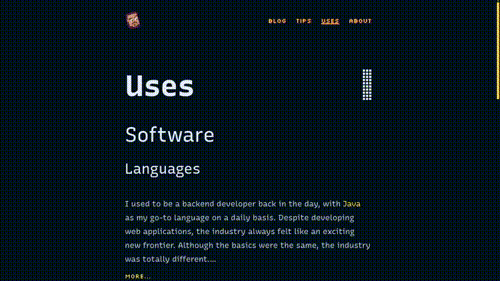 BLOG TIPS USES ABOUT
Uses
Software
Languages
I used to be a backend developer back in the day, with Java
as my go-to language on a daily basis. Despite developing
web applications, the industry always felt like an exciting
new frontier. Although the basics were the same, the industry
was totally different....
MORE...